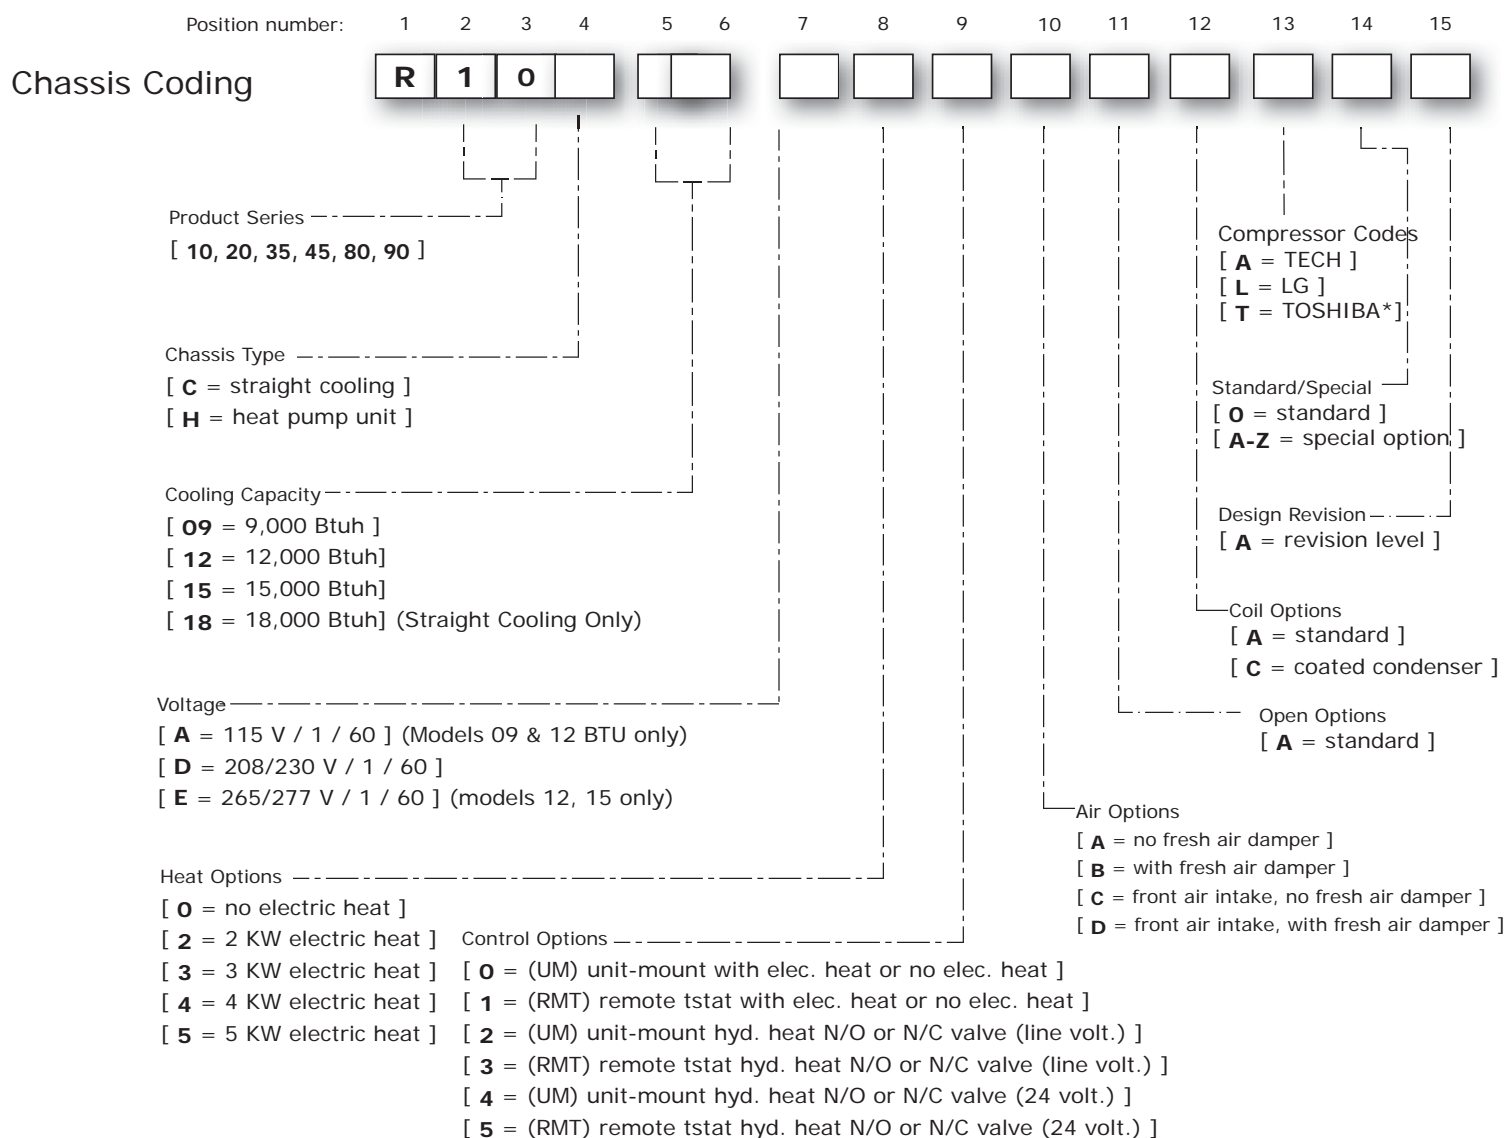 Position number: 1 2 3 4 5 6 7 8 9 10 11 12 13 14 15
Chassis Coding R 1 0
Product Series
[ 10, 20, 35, 45, 80, 90 ]
Chassis Type
[ C = straight cooling ]
[ H = heat pump unit ]
Cooling Capacity
[ 09 = 9,000 Btuh ]
[ 12 = 12,000 Btuh]
[ 15 = 15,000 Btuh]
[ 18 = 18,000 Btuh] (Straight Cooling Only)
Voltage
[ A = 115 V / 1 / 60 ] (Models 09 & 12 BTU only)
[ D = 208/230 V / 1 / 60 ]
[ E = 265/277 V / 1 / 60 ] (models 12, 15 only)
Heat Options
[ 0 = no electric heat ]
[ 2 = 2 KW electric heat ]
[ 3 = 3 KW electric heat ]
[ 4 = 4 KW electric heat ]
[ 5 = 5 KW electric heat ]
Control Options
[ 0 = (UM) unit-mount with elec. heat or no elec. heat ]
[ 1 = (RMT) remote tstat with elec. heat or no elec. heat ]
[ 2 = (UM) unit-mount hyd. heat N/O or N/C valve (line volt.) ]
[ 3 = (RMT) remote tstat hyd. heat N/O or N/C valve (line volt.) ]
[ 4 = (UM) unit-mount hyd. heat N/O or N/C valve (24 volt.) ]
[ 5 = (RMT) remote tstat hyd. heat N/O or N/C valve (24 volt.) ]
Compressor Codes
[ A = TECH ]
[ L = LG ]
[ T = TOSHIBA*]
Standard/Special
[ 0 = standard ]
[ A-Z = special option ]
Design Revision
[ A = revision level ]
Coil Options
[ A = standard ]
[ C = coated condenser ]
Open Options
[ A = standard ]
Air Options
[ A = no fresh air damper ]
[ B = with fresh air damper ]
[ C = front air intake, no fresh air damper ]
[ D = front air intake, with fresh air damper ]